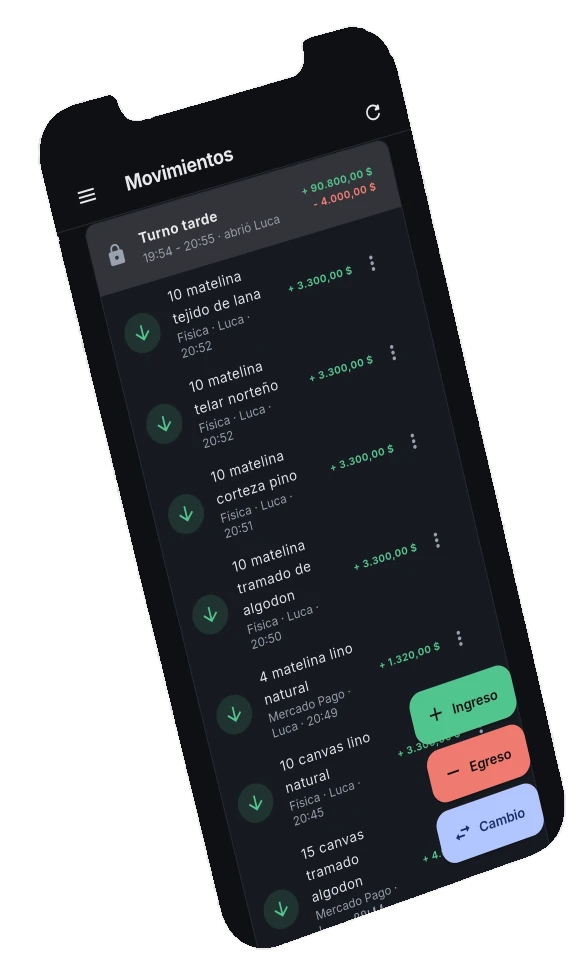 Movimientos
Turno tarde
19:54 - 20:55 · abrió Luca
+ 90.800,00 $
- 4.000,00 $
10 matelina
tejido de lana
Física · Luca ·
20:52
+ 3.300,00 $
10 matelina
telar norteño
Física · Luca ·
20:52
+ 3.300,00 $
10 matelina
corteza pino
Física · Luca ·
20:51
+ 3.300,00 $
10 matelina
tramado de
algodon
Física · Luca ·
20:50
+ 3.300,00 $
4 matelina lino
natural
Mercado Pago ·
Luca · 20:49
+ 1.320,00 $
10 canvas lino
natural
Física · Luca ·
20:45
15 canvas
tramado
algodon
Mercado Pago ·
+ 4.
Ingreso
Egreso
Cambio